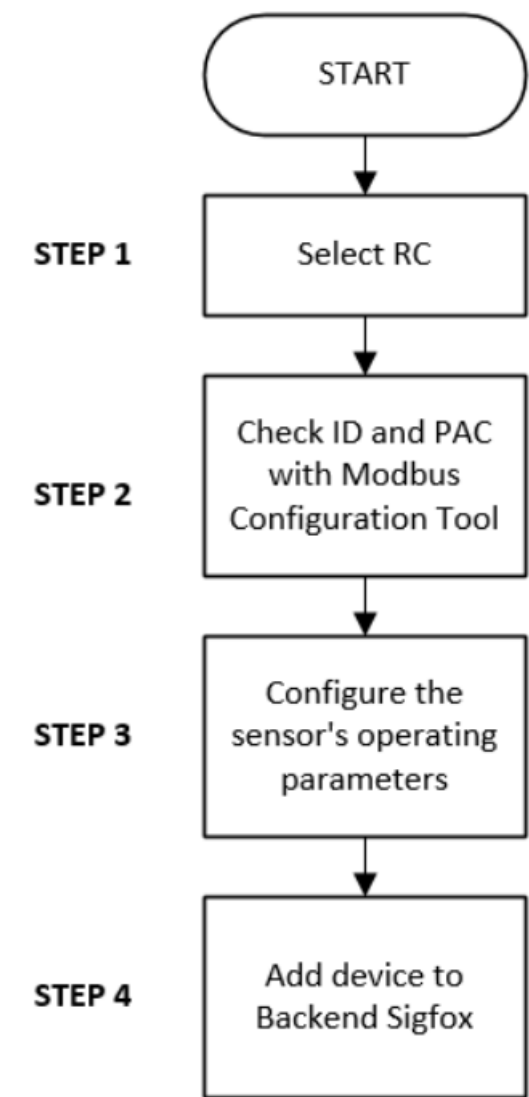 START
STEP 1
Select RC
STEP 2
Check ID and PAC
with Modbus
Configuration Tool
STEP 3
Configure the
sensor's operating
parameters
STEP 4
Add device to
Backend Sigfox